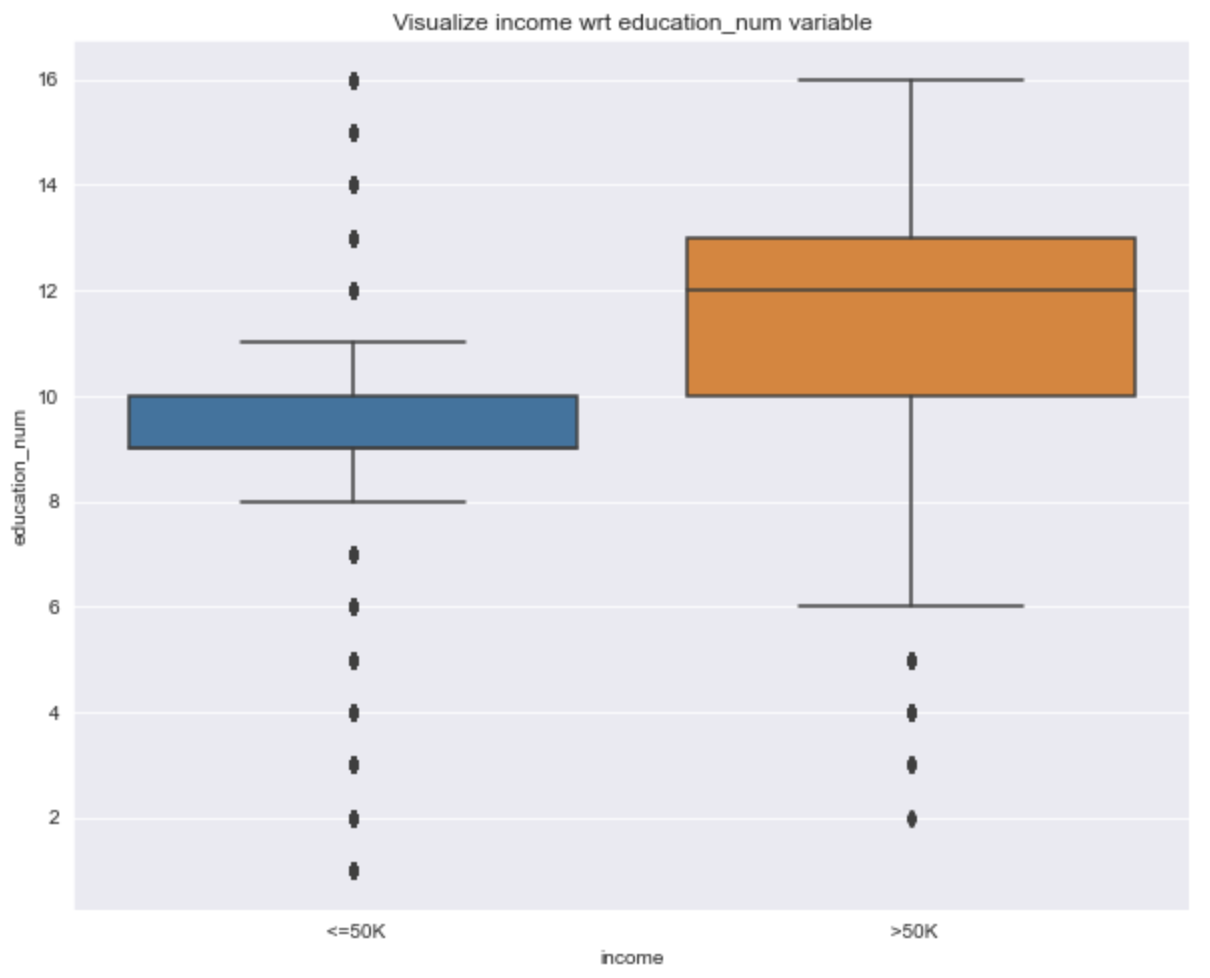 Visualize income wrt education_num variable
16
14
12
10
8
6
4
2
education_num
<=50K
>50K
income